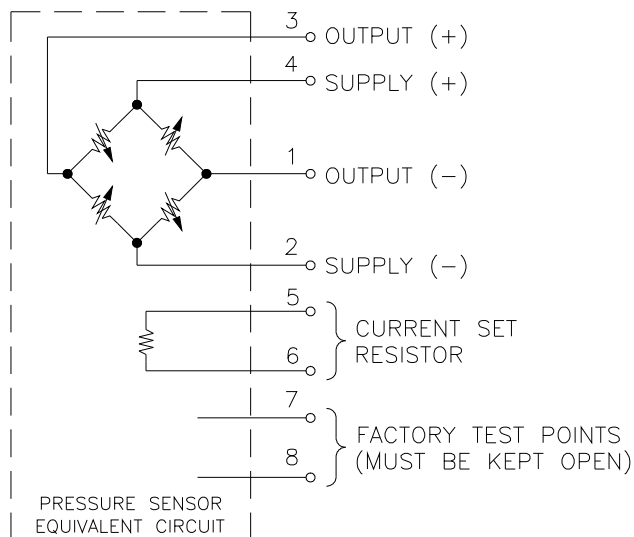 3
OUTPUT (+)
4
SUPPLY (+)
1
OUTPUT (-)
2
SUPPLY (-)
5
CURRENT SET
RESISTOR
6
7
FACTORY TEST POINTS
(MUST BE KEPT OPEN)
8
PRESSURE SENSOR
EQUIVALENT CIRCUIT